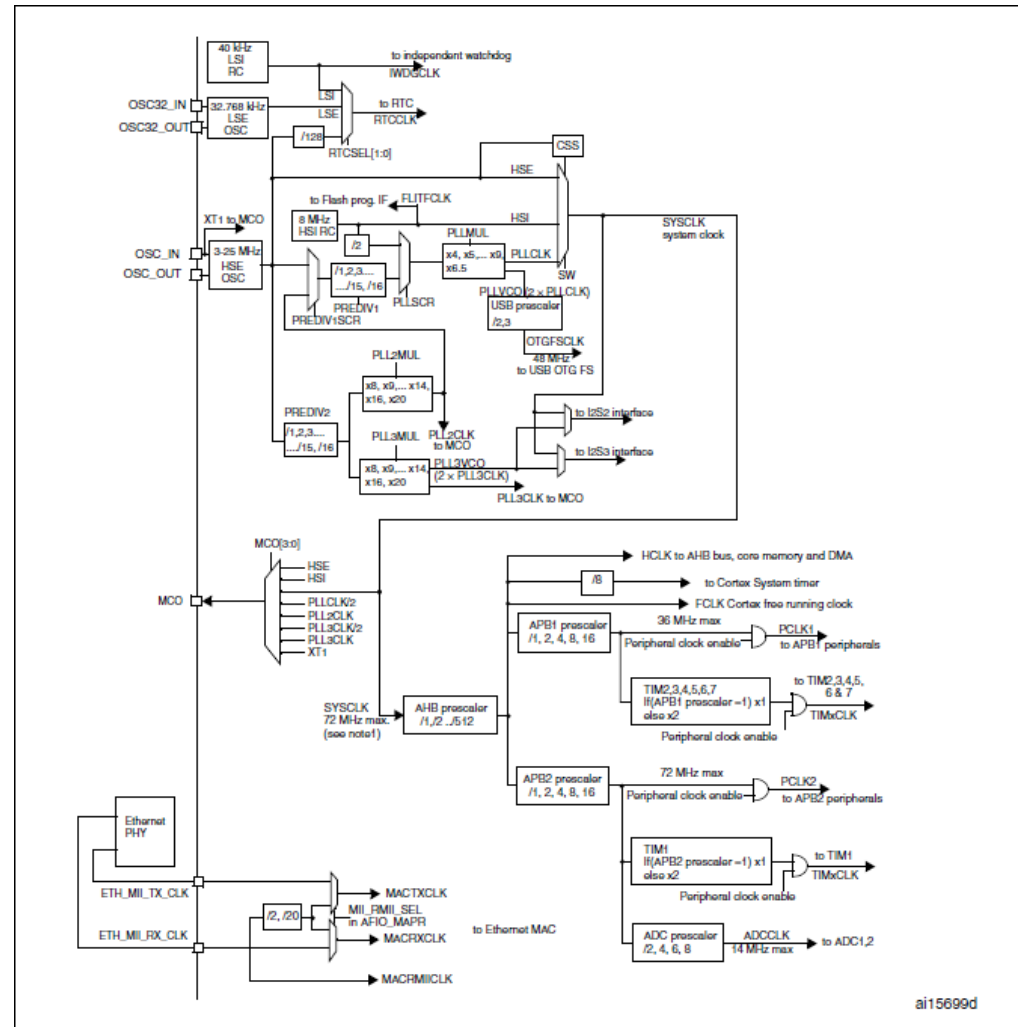 40 kHz
LSI
RC
to independent watchdog
IWDGCLK
LSI
OSC32_IN
32.768 kHz
LSE
OSC
LSE
to RTC
RTCCLK
OSC32_OUT
/128
RTCSEL[1:0]
CSS
HSE
to Flash prog. IF
FLITFCLK
XT1 to MCO
8 MHz
HSI RC
HSI
SYSCLK
system clock
/2
PLLMUL
OSC_IN
OSC_OUT
3-25 MHz
HSE
OSC
/1,2,3....
..../15, /16
x4, x5,... x9,
x6.5
PLLCLK
SW
PREDIV1SCR
PREDIV1
PLLSCR
PLLVCO (2 × PLLCLK)
USB prescaler
/2,3
OTGFSCLK
48 MHz
to USB OTG FS
PLL2MUL
x8, x9,... x14,
x16, x20
PREDIV2
/1,2,3....
..../15, /16
PLL2CLK
to MCO
to I2S2 interface
PLL3MUL
x8, x9,... x14,
x16, x20
PLL3VCO
(2 × PLL3CLK)
to I2S3 interface
PLL3CLK to MCO
MCO[3:0]
HSE
HSI
MCO
PLLCLK/2
PLL2CLK
PLL3CLK/2
PLL3CLK
XT1
HCLK to AHB bus, core memory and DMA
/8
to Cortex System timer
FCLK Cortex free running clock
APB1 prescaler
/1, 2, 4, 8, 16
36 MHz max
Peripheral clock enable
PCLK1
to APB1 peripherals
SYSCLK
72 MHz max.
(see note1)
AHB prescaler
/1,/2 ../512
TIM2,3,4,5,6,7
If(APB1 prescaler =1) x1
else x2
to TIM2,3,4,5,
6 & 7
TIMxCLK
Peripheral clock enable
APB2 prescaler
/1, 2, 4, 8, 16
72 MHz max
Peripheral clock enable
PCLK2
to APB2 peripherals
Ethernet
PHY
TIM1
If(APB2 prescaler =1) x1
else x2
to TIM1
TIMxCLK
Peripheral clock enable
ETH_MII_TX_CLK
MACTXCLK
/2, /20
MII_RMII_SEL
in AFIO_MAPR
to Ethernet MAC
ETH_MII_RX_CLK
MACRXCLK
ADC prescaler
/2, 4, 6, 8
ADCCLK
14 MHz max
to ADC1,2
MACRMIICLK
ai15699d